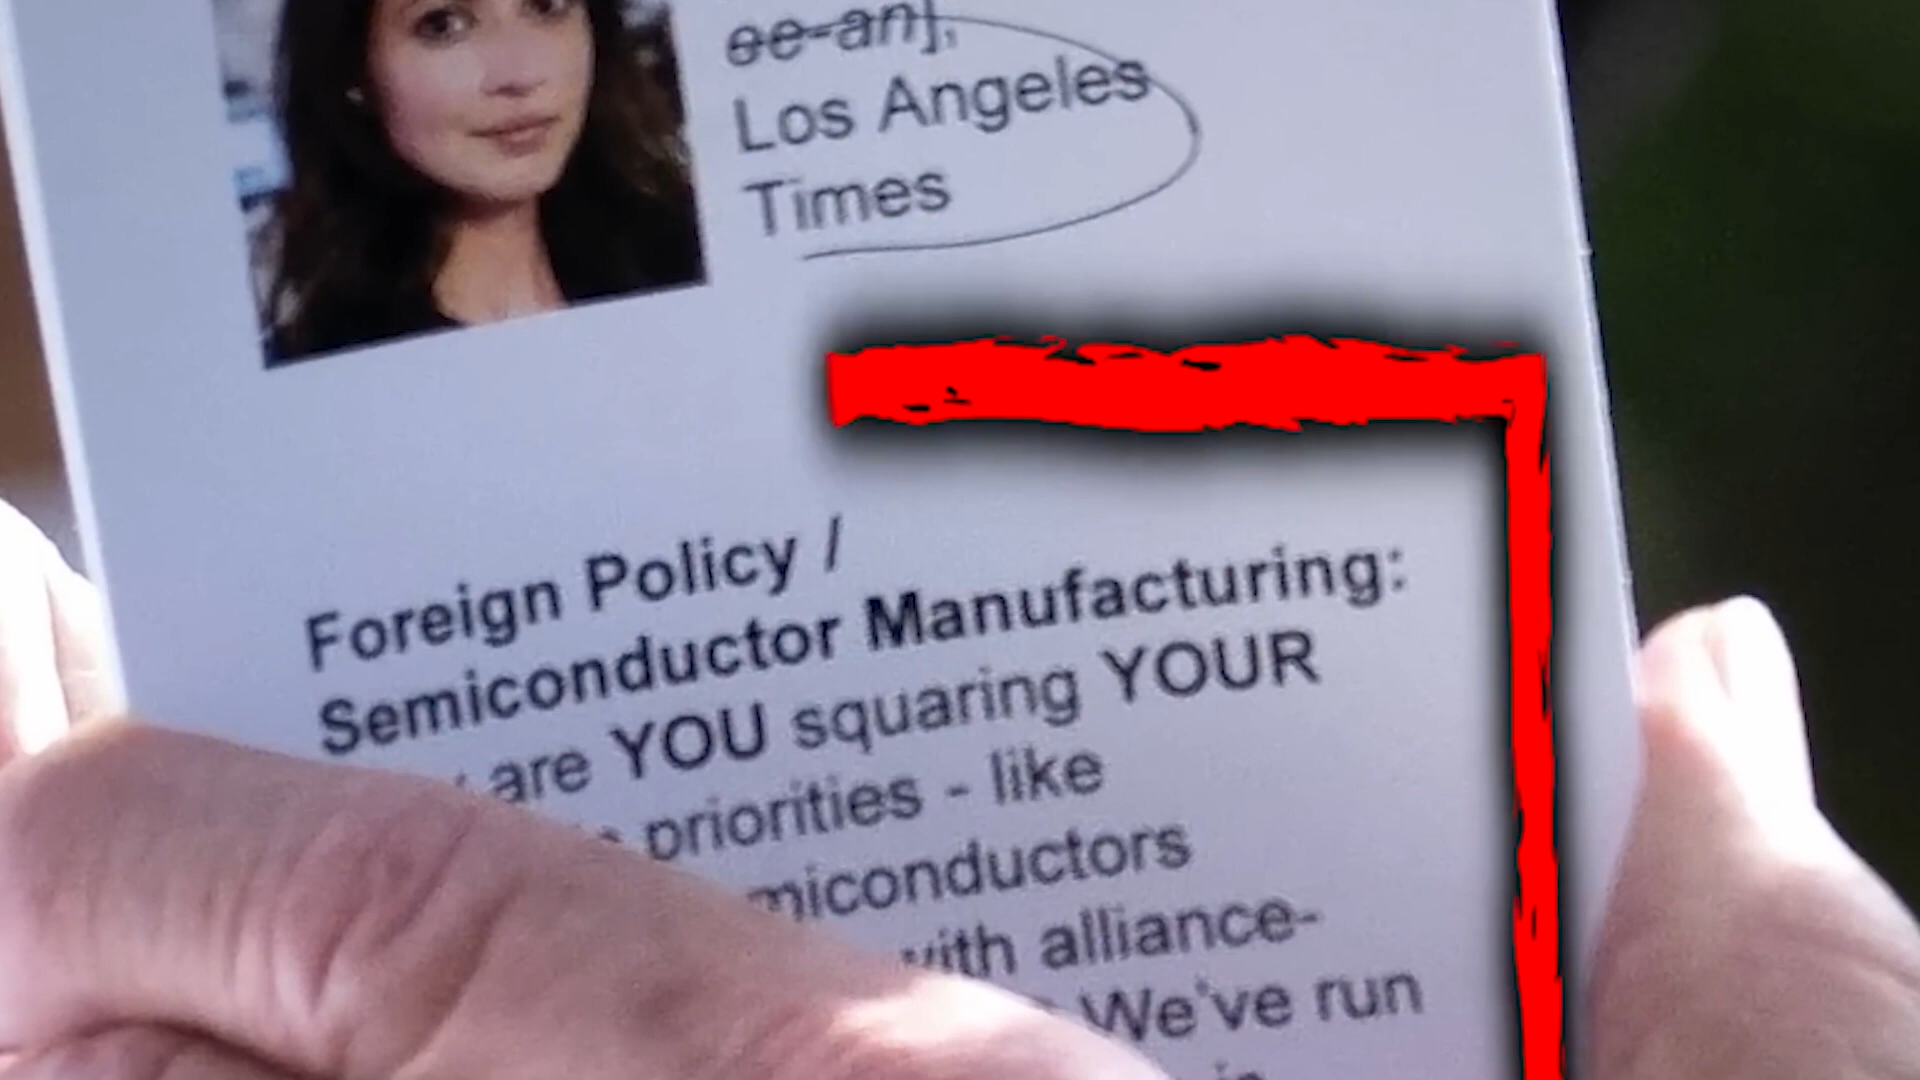 ee-an],
Los Angeles
Times
Foreign Policy /
Semiconductor Manufacturing:
are YOU squaring YOUR
priorities - like
miconductors
with alliance-
We've run